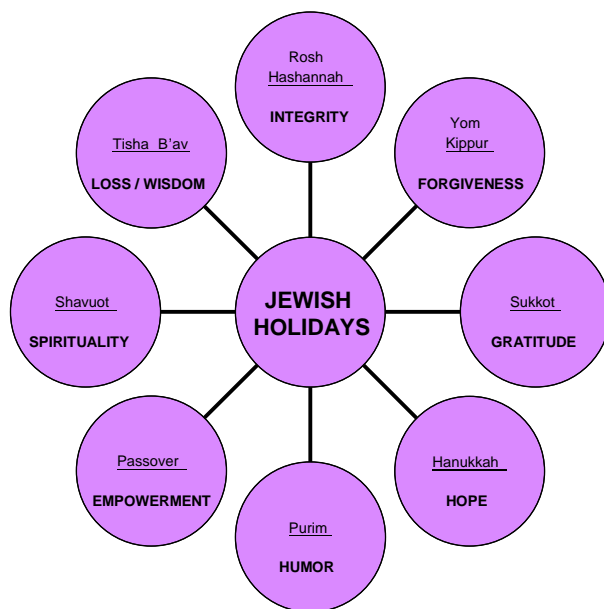 Rosh
Hashannah
INTEGRITY
Yom
Kippur
FORGIVENESS
Sukkot
GRATITUDE
Hanukkah
HOPE
Purim
HUMOR
Passover
EMPOWERMENT
Shavuot
SPIRITUALITY
Tisha B'av
LOSS / WISDOM
JEWISH
HOLIDAYS